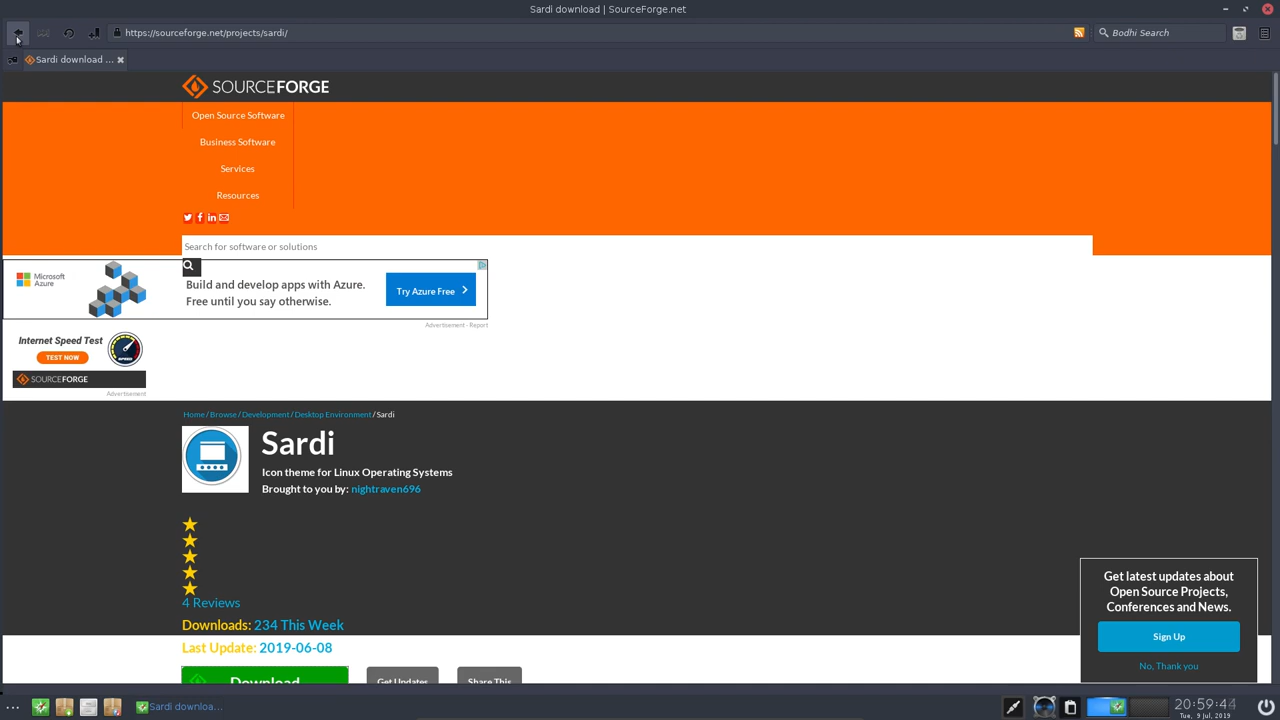 Sardi download | SourceForge.net
https://sourceforge.net/projects/sardi/
Bodhi Search
Sardi download ...
SOURCEFORGE
Open Source Software
Business Software
Services
Resources
Search for software or solutions
Microsoft
Azure
Build and develop apps with Azure.
Free until you say otherwise.
Try Azure Free
Advertisement - Report
Internet Speed Test
TEST NOW
SPEED
SOURCEFORGE
Advertisement
Home / Browse / Development / Desktop Environment / Sardi
Sardi
Icon theme for Linux Operating Systems
Brought to you by: nightraven696
4 Reviews
Downloads: 234 This Week
Last Update: 2019-06-08
Download
Get Updates
Share This
Get latest updates about
Open Source Projects,
Conferences and News.
Sign Up
No, Thank you
Sardi downloa...
20:59:44
Tue, 9 Jul, 2019